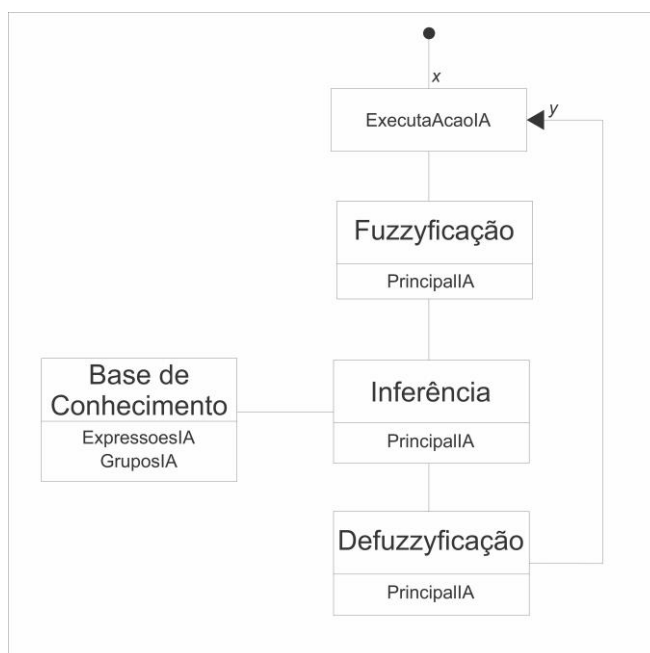 x
ExecutaAcaoIA
y
Fuzzyficação
PrincipalIA
Base de
Conhecimento
ExpressoesIA
GruposIA
Inferência
PrincipalIA
Defuzzyficação
PrincipalIA